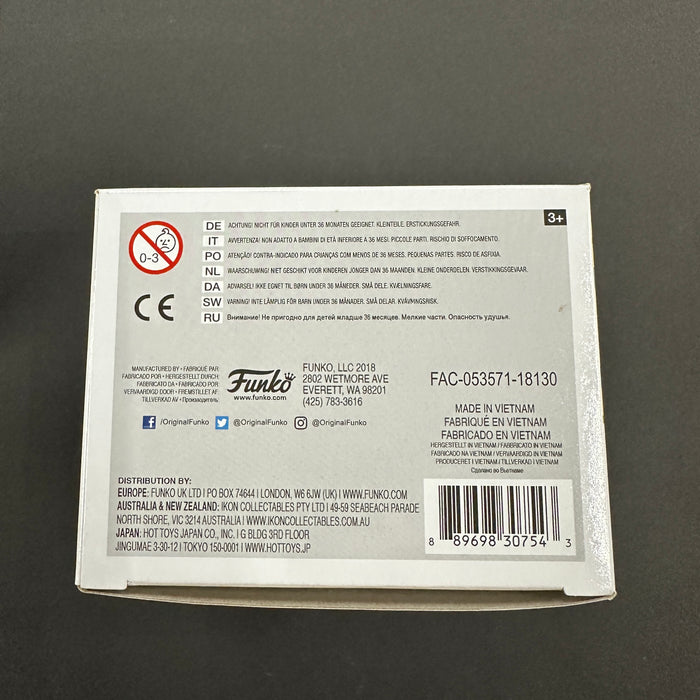 3+
0-3
DE ACHTUNG! NICHT FÜR KINDER UNTER 36 MONATEN GEEIGNET. KLEINTEILE. ERSTICKUNGSGEFAHR.
IT AVVERTENZA! NON ADATTO A BAMBINI DI ETÀ INFERIORE A 36 MESI. PICCOLE PARTI. RISCHIO DI SOFFOCAMENTO.
PO ATENÇÃO! CONTRA-INDICADO PARA CRIANÇAS COM MENOS DE 36 MESES. PEQUENAS PARTES. RISCO DE ASFIXIA.
NL WAARSCHUWING! NIET GESCHIKT VOOR KINDEREN JONGER DAN 36 MAANDEN. KLEINE ONDERDELEN. VERSTIKKINGSGEVAAR.
DA ADVARSEL! IKKE EGNET TIL BØRN UNDER 36 MÅNEDER. SMÅ DELE. KVÆLNINGSFARE.
SW VARNING! INTE LÄMPLIG FÖR BARN UNDER 36 MÅNADER. SMÅ DELAR. KVÄVNINGSRISK.
RU Внимание! Не пригодно для детей младше 36 месяцев. Мелкие части. Опасность удушья.
CE
MANUFACTURED BY • FABRIQUÉ PAR
FABRICADO POR • HERGESTELLT DURCH
FABBRICATO DA • FABRICADO POR
VERVAARDIGD DOOR • FREMSTILLET AF
TILLVERKAD AV • Производитель:
Funko
www.funko.com
FUNKO, LLC 2018
2802 WETMORE AVE
EVERETT, WA 98201
(425) 783-3616
FAC-053571-18130
/OriginalFunko @OriginalFunko @OriginalFunko
MADE IN VIETNAM
FABRIQUÉ EN VIETNAM
FABRICADO EN VIETNAM
HERGESTELLT IN VIETNAM / FABBRICATO IN VIETNAM
FABRICADO NA VIETNAM / VERVAARDIGD IN VIETNAM
PRODUCERET I VIETNAM / TILLVERKAD I VIETNAM
Сделано во Вьетнаме
DISTRIBUTION BY:
EUROPE: FUNKO UK LTD I PO BOX 74644 I LONDON, W6 6JW (UK) I WWW.FUNKO.COM
AUSTRALIA & NEW ZEALAND: IKON COLLECTABLES PTY LTD I 49-59 SEABEACH PARADE
NORTH SHORE, VIC 3214 AUSTRALIA I WWW.IKONCOLLECTABLES.COM.AU
JAPAN: HOT TOYS JAPAN CO., INC. I G BLDG 3RD FLOOR
JINGUMAE 3-30-12 I TOKYO 150-0001 I WWW.HOTTOYS.JP
8 89698 30754 3